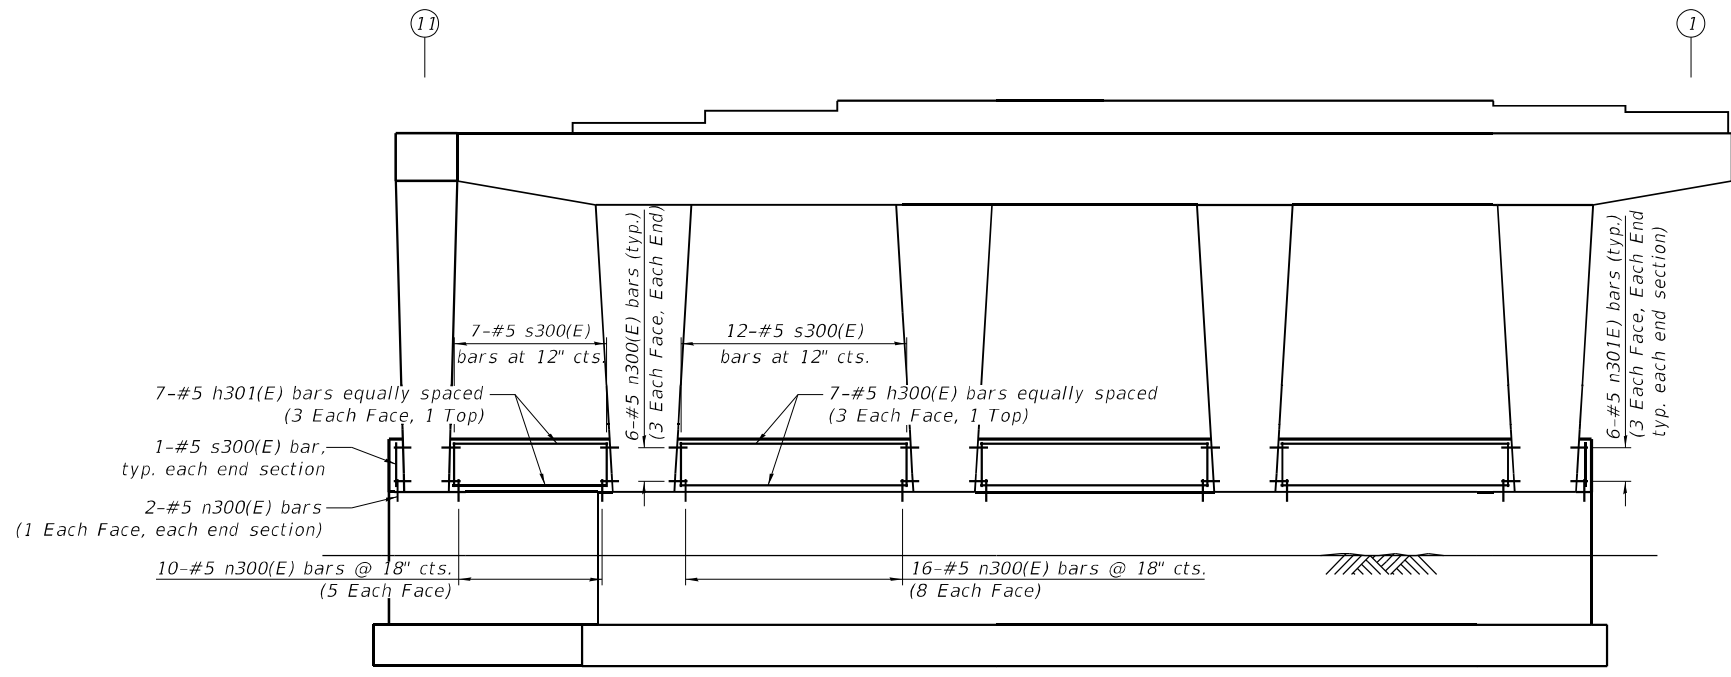 11
1
6-#5 n300(E) bars (typ.)
(3 Each Face, Each End)
6-#5 n301E) bars (typ.)
(3 Each Face, Each End
typ. each end section)
7-#5 s300(E)
bars at 12" cts.
12-#5 s300(E)
bars at 12" cts.
7-#5 h301(E) bars equally spaced
(3 Each Face, 1 Top)
7-#5 h300(E) bars equally spaced
(3 Each Face, 1 Top)
1-#5 s300(E) bar,
typ. each end section
2-#5 n300(E) bars
(1 Each Face, each end section)
10-#5 n300(E) bars @ 18" cts.
(5 Each Face)
16-#5 n300(E) bars @ 18" cts.
(8 Each Face)